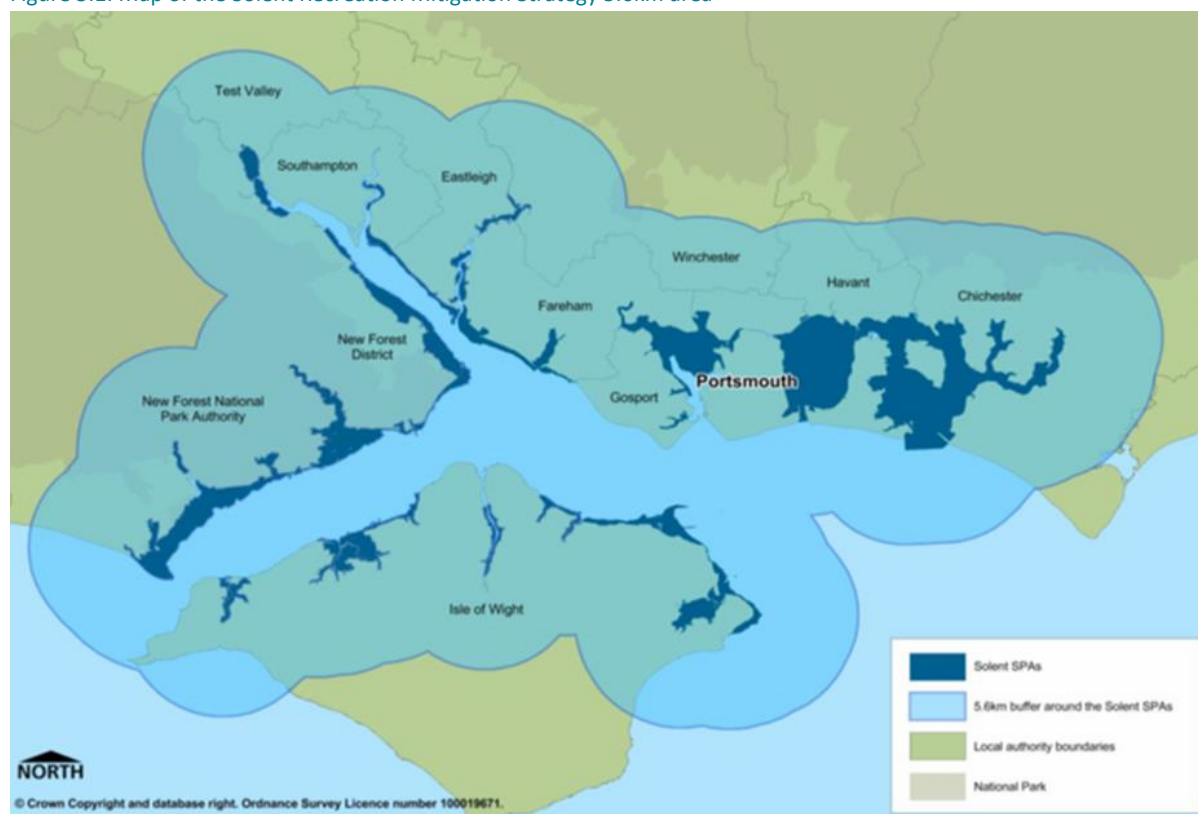 Test Valley
Southampton
Eastleigh
Winchester
Havant
Chichester
Fareham
New Forest
District
Portsmouth
Gosport
New Forest National
Park Authority
Isle of Wight
Solent SPAs
5.6km buffer around the Solent SPAs
Local authority boundaries
National Park
NORTH
© Crown Copyright and database right. Ordnance Survey Licence number 100019671.